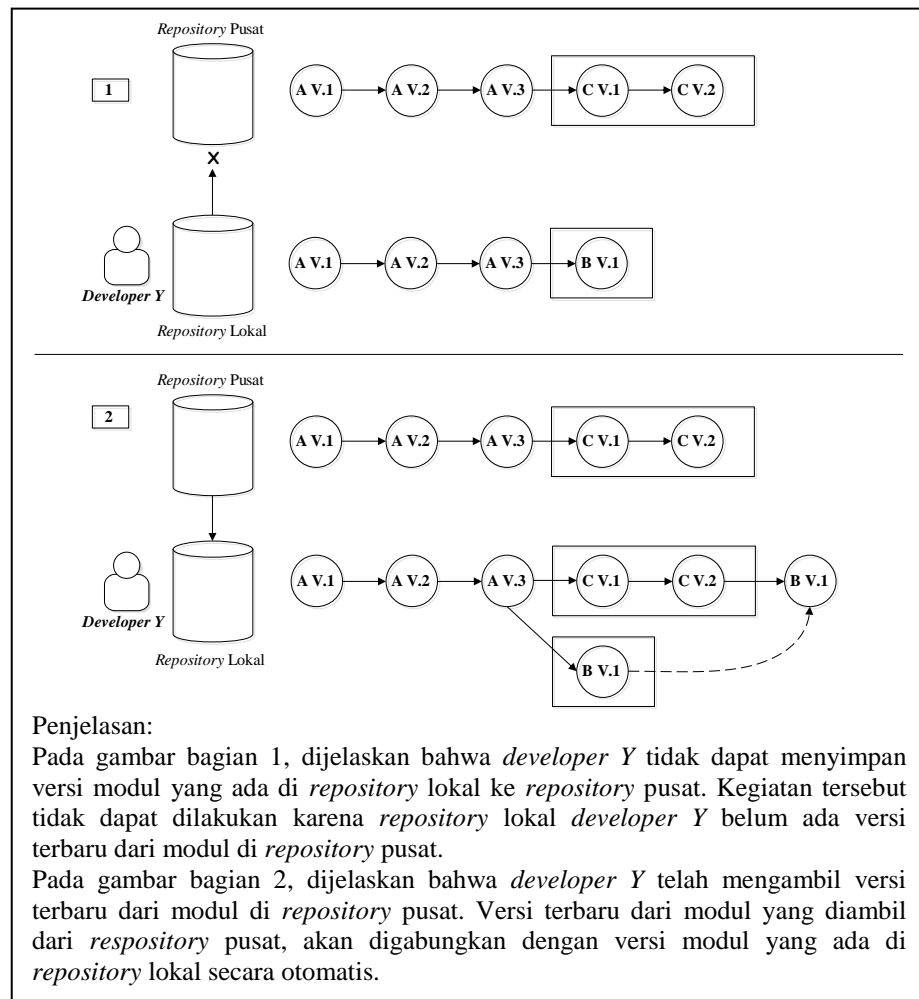 Repository Pusat
1
A V.1 A V.2 A V.3 C V.1 C V.2
X
A V.1 A V.2 A V.3 B V.1
Developer Y
Repository Lokal
Repository Pusat
2
A V.1 A V.2 A V.3 C V.1 C V.2
A V.1 A V.2 A V.3 C V.1 C V.2 B V.1
Developer Y
Repository Lokal
B V.1
Penjelasan:
Pada gambar bagian 1, dijelaskan bahwa developer Y tidak dapat menyimpan
versi modul yang ada di repository lokal ke repository pusat. Kegiatan tersebut
tidak dapat dilakukan karena repository lokal developer Y belum ada versi
terbaru dari modul di repository pusat.
Pada gambar bagian 2, dijelaskan bahwa developer Y telah mengambil versi
terbaru dari modul di repository pusat. Versi terbaru dari modul yang diambil
dari respository pusat, akan digabungkan dengan versi modul yang ada di
repository lokal secara otomatis.